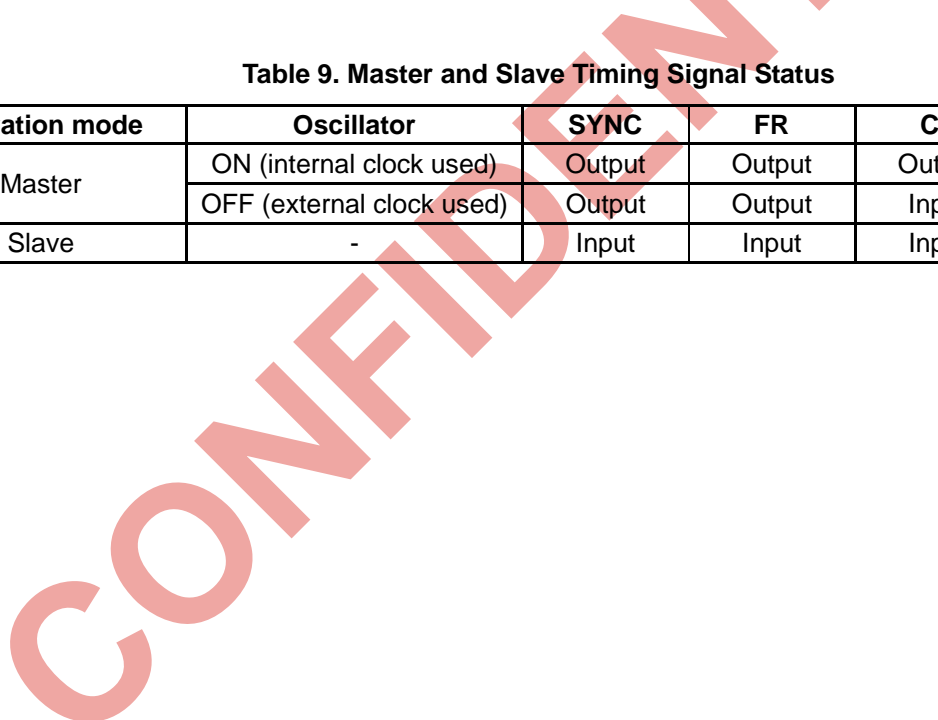 Table 9. Master and Slave Timing Signal Status
ation mode Oscillator SYNC FR C
Master ON (internal clock used) Output Output Out
OFF (external clock used) Output Output Inp
Slave - Input Input Inp
CONFIDENT